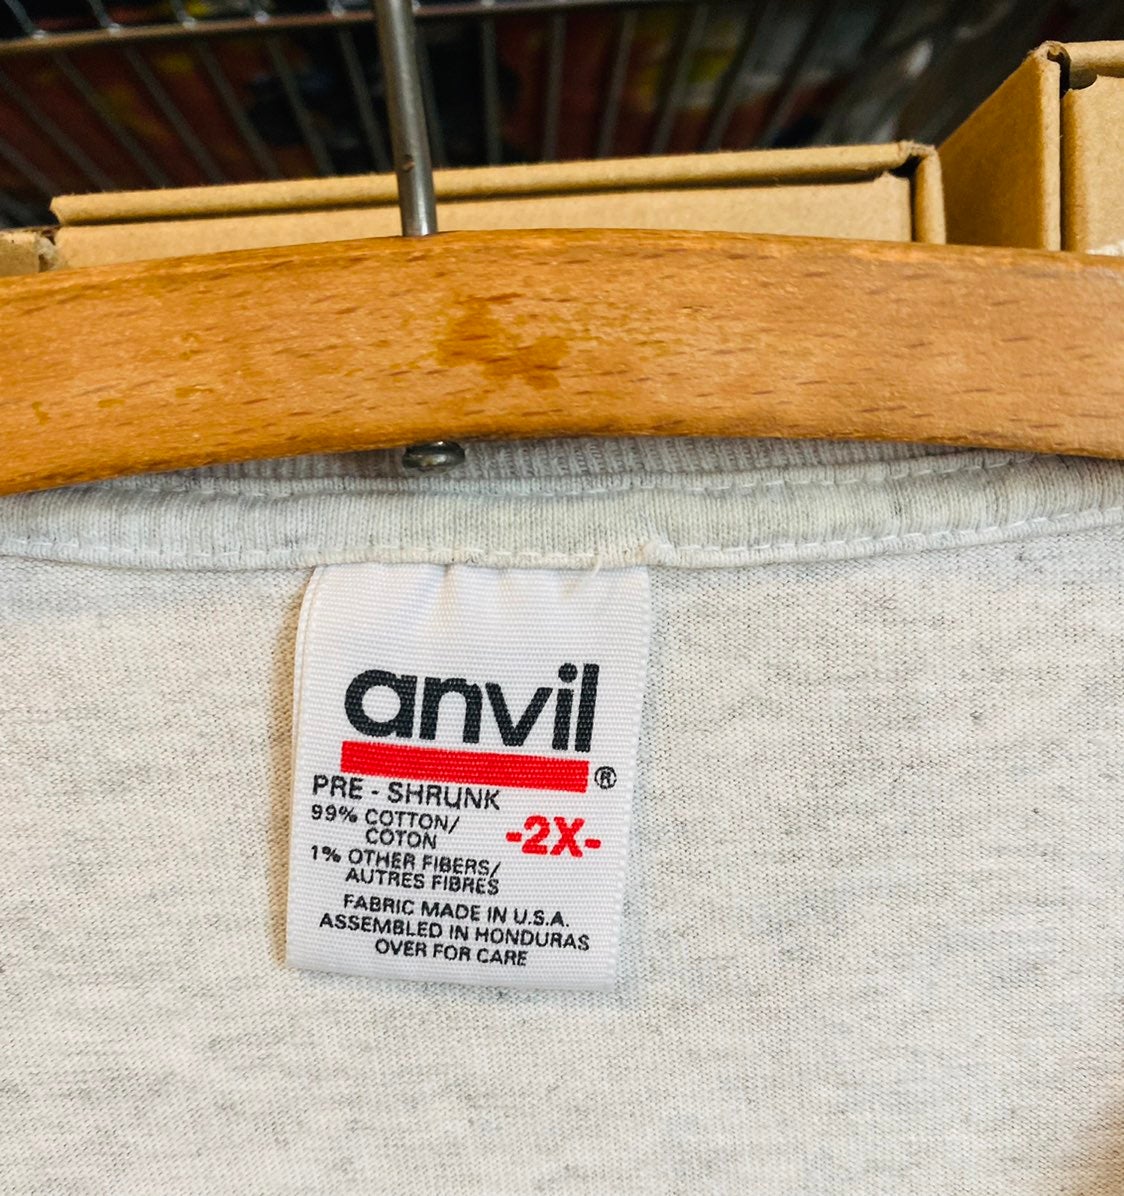 anvil
®
PRE - SHRUNK
99% COTTON/
COTON
-2X-
1% OTHER FIBERS/
AUTRES FIBRES
FABRIC MADE IN U.S.A.
ASSEMBLED IN HONDURAS
OVER FOR CARE